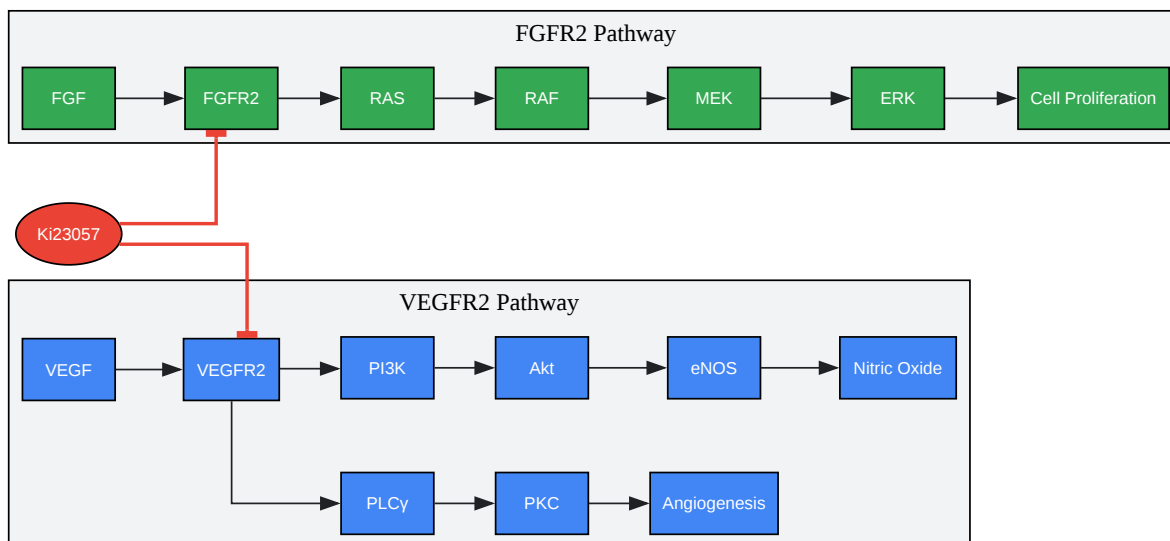 FGFR2 Pathway
FGF
FGFR2
RAS
RAF
MEK
ERK
Cell Proliferation
Ki23057
VEGFR2 Pathway
VEGF
VEGFR2
PI3K
Akt
eNOS
Nitric Oxide
PLCγ
PKC
Angiogenesis